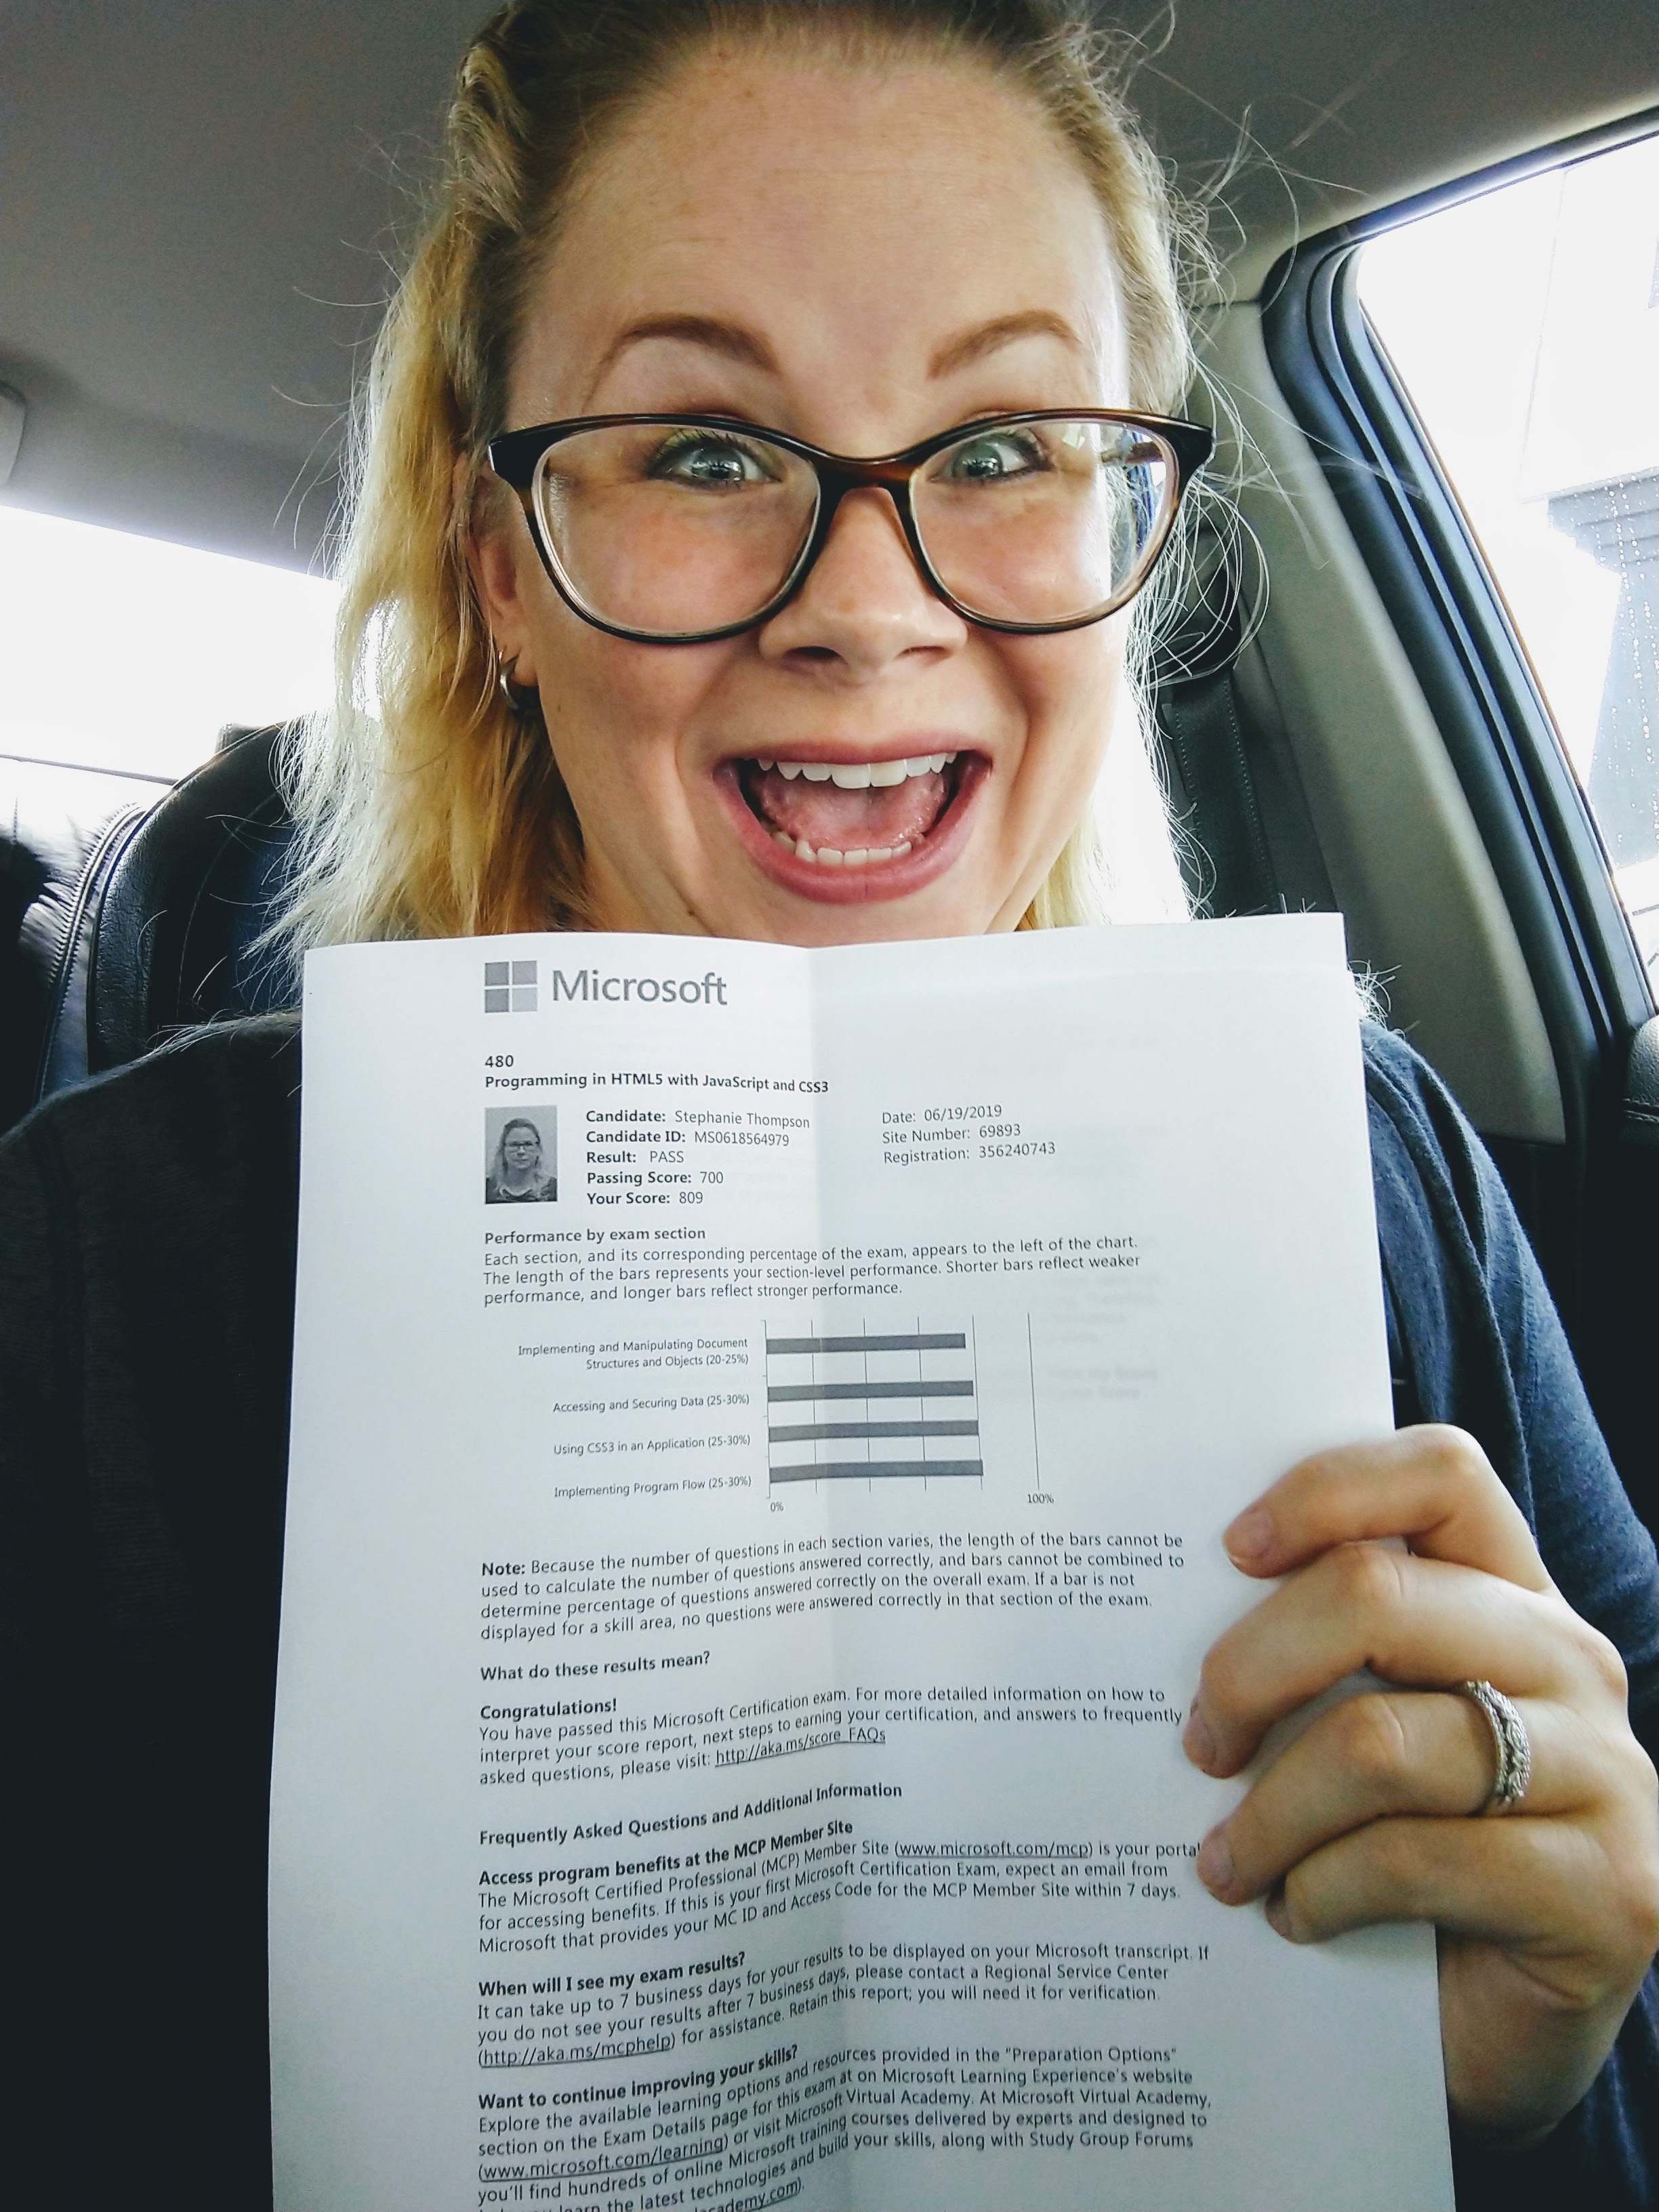 Microsoft
480
Programming in HTML5 with JavaScript and CSS3
Candidate: Stephanie Thompson
Candidate ID: MS0618564979
Result: PASS
Passing Score: 700
Your Score: 809
Date: 06/19/2019
Site Number: 69893
Registration: 356240743
Performance by exam section
Each section, and its corresponding percentage of the exam, appears to the left of the chart.
The length of the bars represents your section-level performance. Shorter bars reflect weaker
performance, and longer bars reflect stronger performance.
Implementing and Manipulating Document
Structures and Objects (20-25%)
Accessing and Securing Data (25-30%)
Using CSS3 in an Application (25-30%)
Implementing Program Flow (25-30%)
0%
100%
Note: Because the number of questions in each section varies, the length of the bars cannot be
used to calculate the number of questions answered correctly, and bars cannot be combined to
determine percentage of questions answered correctly on the overall exam. If a bar is not
displayed for a skill area, no questions were answered correctly in that section of the exam.
What do these results mean?
Congratulations!
You have passed this Microsoft Certification exam. For more detailed information on how to
interpret your score report, next steps to earning your certification, and answers to frequently
asked questions, please visit: http://aka.ms/score_FAQs
Frequently Asked Questions and Additional Information
Access program benefits at the MCP Member Site
The Microsoft Certified Professional (MCP) Member Site (www.microsoft.com/mcp) is your portal
for accessing benefits. If this is your first Microsoft Certification Exam, expect an email from
Microsoft that provides your MC ID and Access Code for the MCP Member Site within 7 days.
When will I see my exam results?
It can take up to 7 business days for your results to be displayed on your Microsoft transcript. If
you do not see your results after 7 business days, please contact a Regional Service Center
(http://aka.ms/mcphelp) for assistance. Retain this report; you will need it for verification.
Want to continue improving your skills?
Explore the available learning options and resources provided in the "Preparation Options"
section on the Exam Details page for this exam at on Microsoft Learning Experience's website
(www.microsoft.com/learning) or visit Microsoft Virtual Academy. At Microsoft Virtual Academy,
you'll find hundreds of online Microsoft training courses delivered by experts and designed to
learn the latest technologies and build your skills, along with Study Group Forums